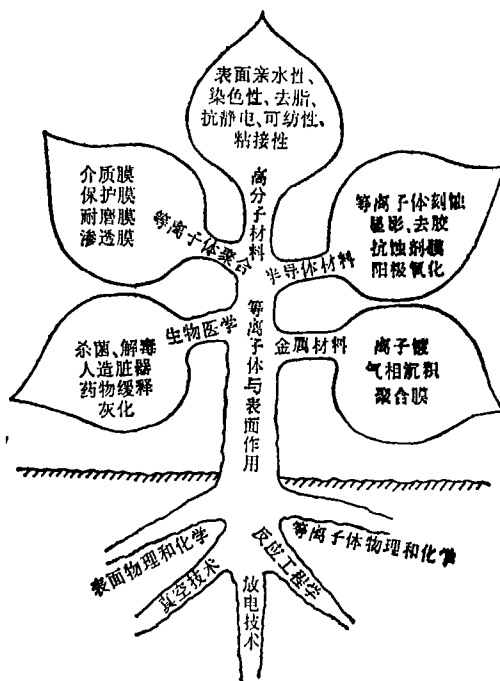 表面亲水性、
染色性、去脂、
抗静电、可纺性、
粘接性
高分子材料
介质膜
保护膜
耐磨膜
渗透膜
等离子体聚合
等离子体刻蚀
显影、去胶
抗蚀剂膜
阳极氧化
半导体材料
杀菌、解毒
人造脏器
药物缓释
灰化
生物医学
离子镀
气相沉积
聚合膜
金属材料
等离子体与表面作用
表面物理和化学
真空技术
放电技术
反应工程学
等离子体物理和化学